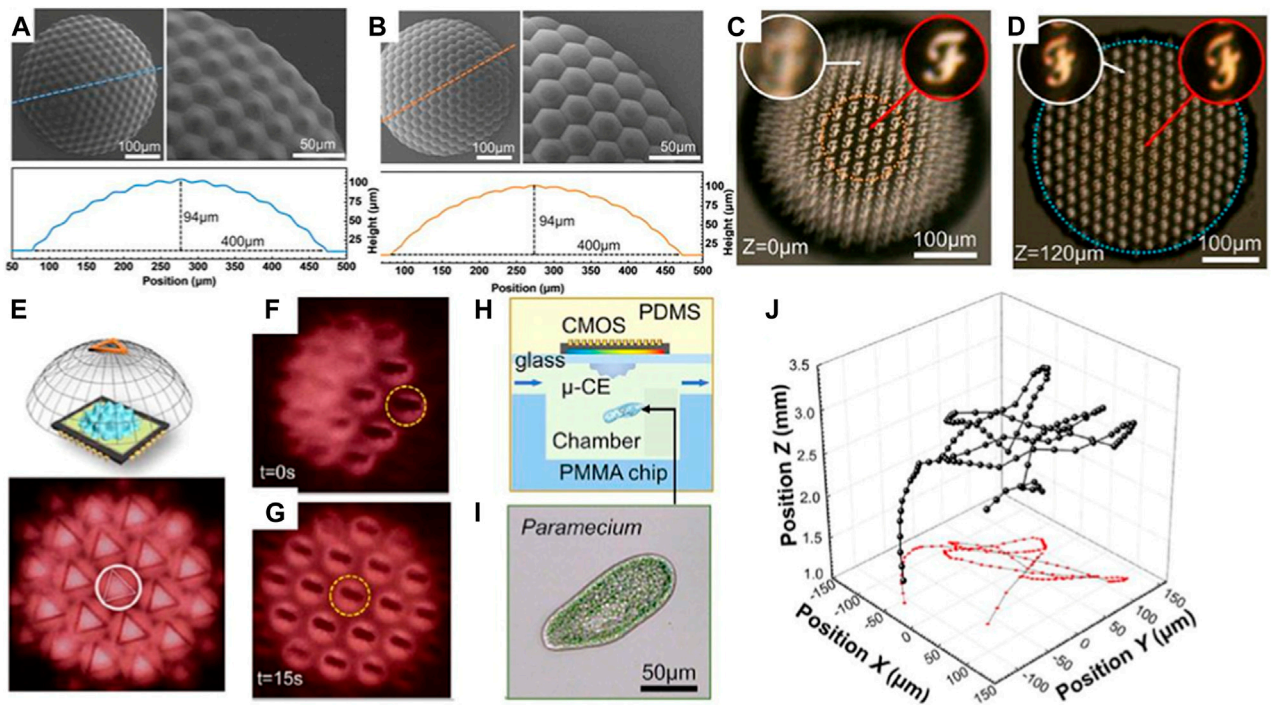 A
100μm
50μm
Height (μm)
100
75
50
25
94μm
400μm
50 100 150 200 250 300 350 400 450 500
Position (μm)
B
100μm
50μm
Height (μm)
100
75
50
25
94μm
400μm
100 150 200 250 300 350 400 450 500
Position (μm)
C
F
F
Z=0μm
100μm
D
F
F
Z=120μm
100μm
E
F
t=0s
G
t=15s
H
PDMS
CMOS
glass
μ-CE
Chamber
PMMA chip
I
Paramecium
50μm
J
Position Z (mm)
3.5
3.0
2.5
2.0
1.5
1.0
-150
-100
-50
0
50
100
150
Position X (μm)
-100
-50
0
50
100
150
Position Y (μm)